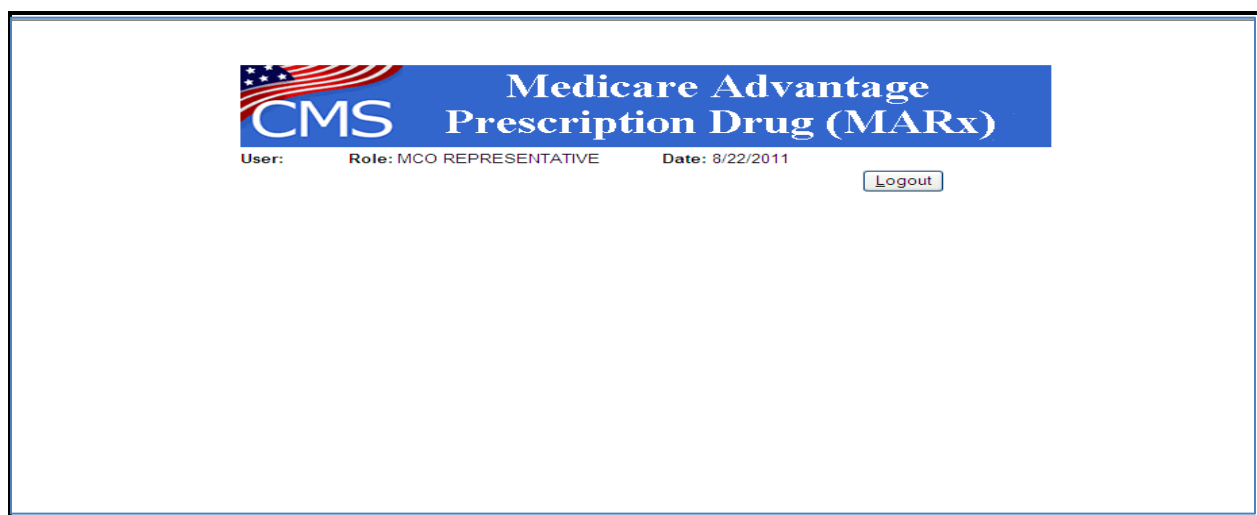 CMS
Medicare Advantage
Prescription Drug (MARx)
User: Role: MCO REPRESENTATIVE Date: 8/22/2011
Logout